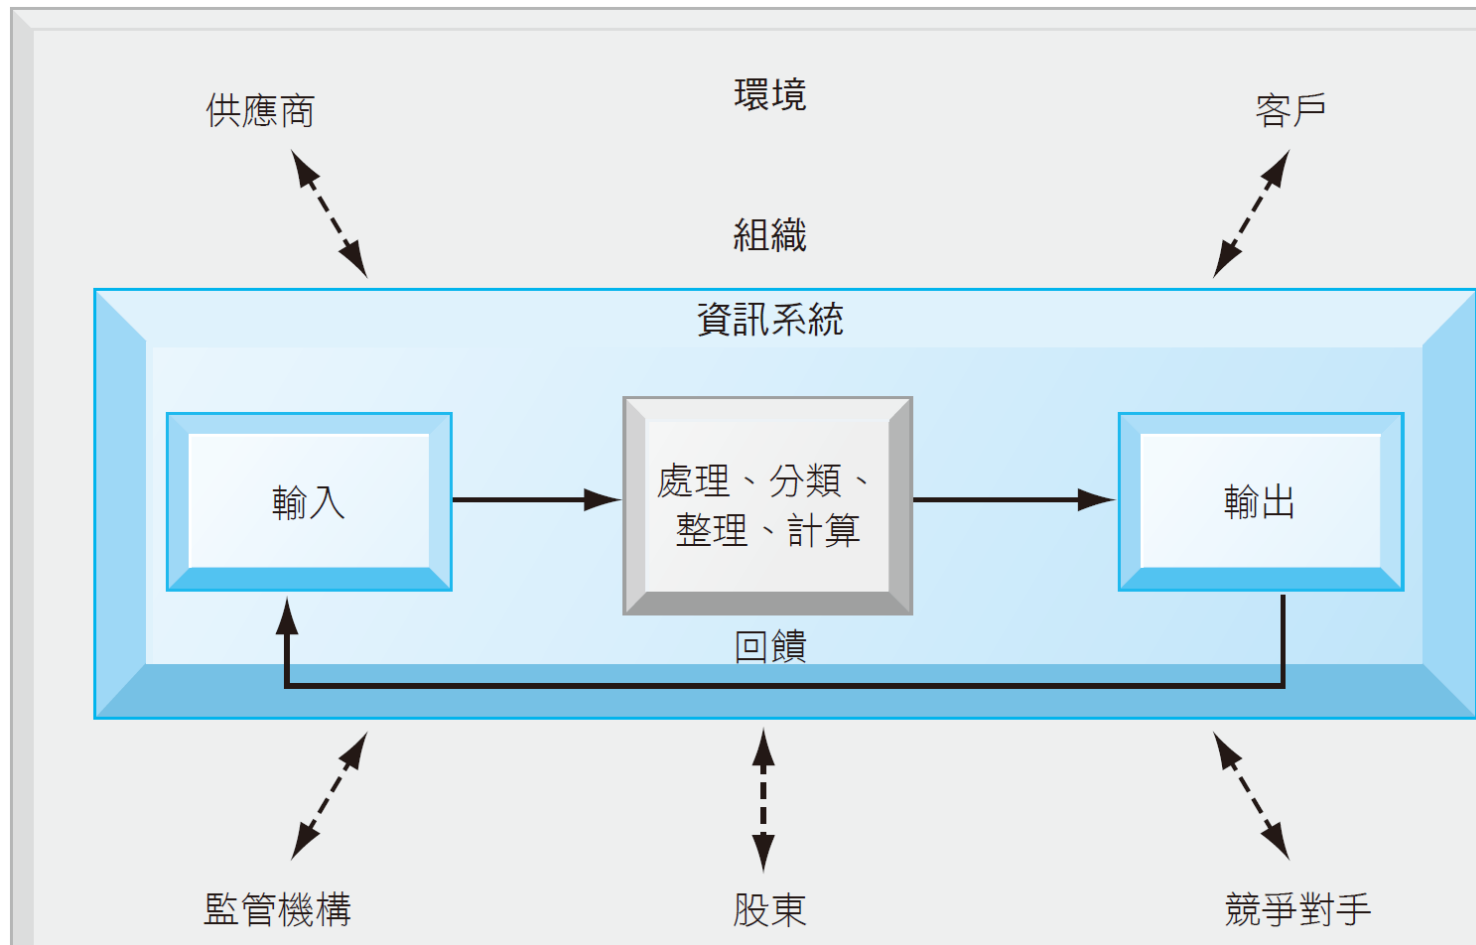 環境
供應商
客戶
組織
資訊系統
輸入
處理、分類、
整理、計算
輸出
回饋
監管機構
股東
競爭對手